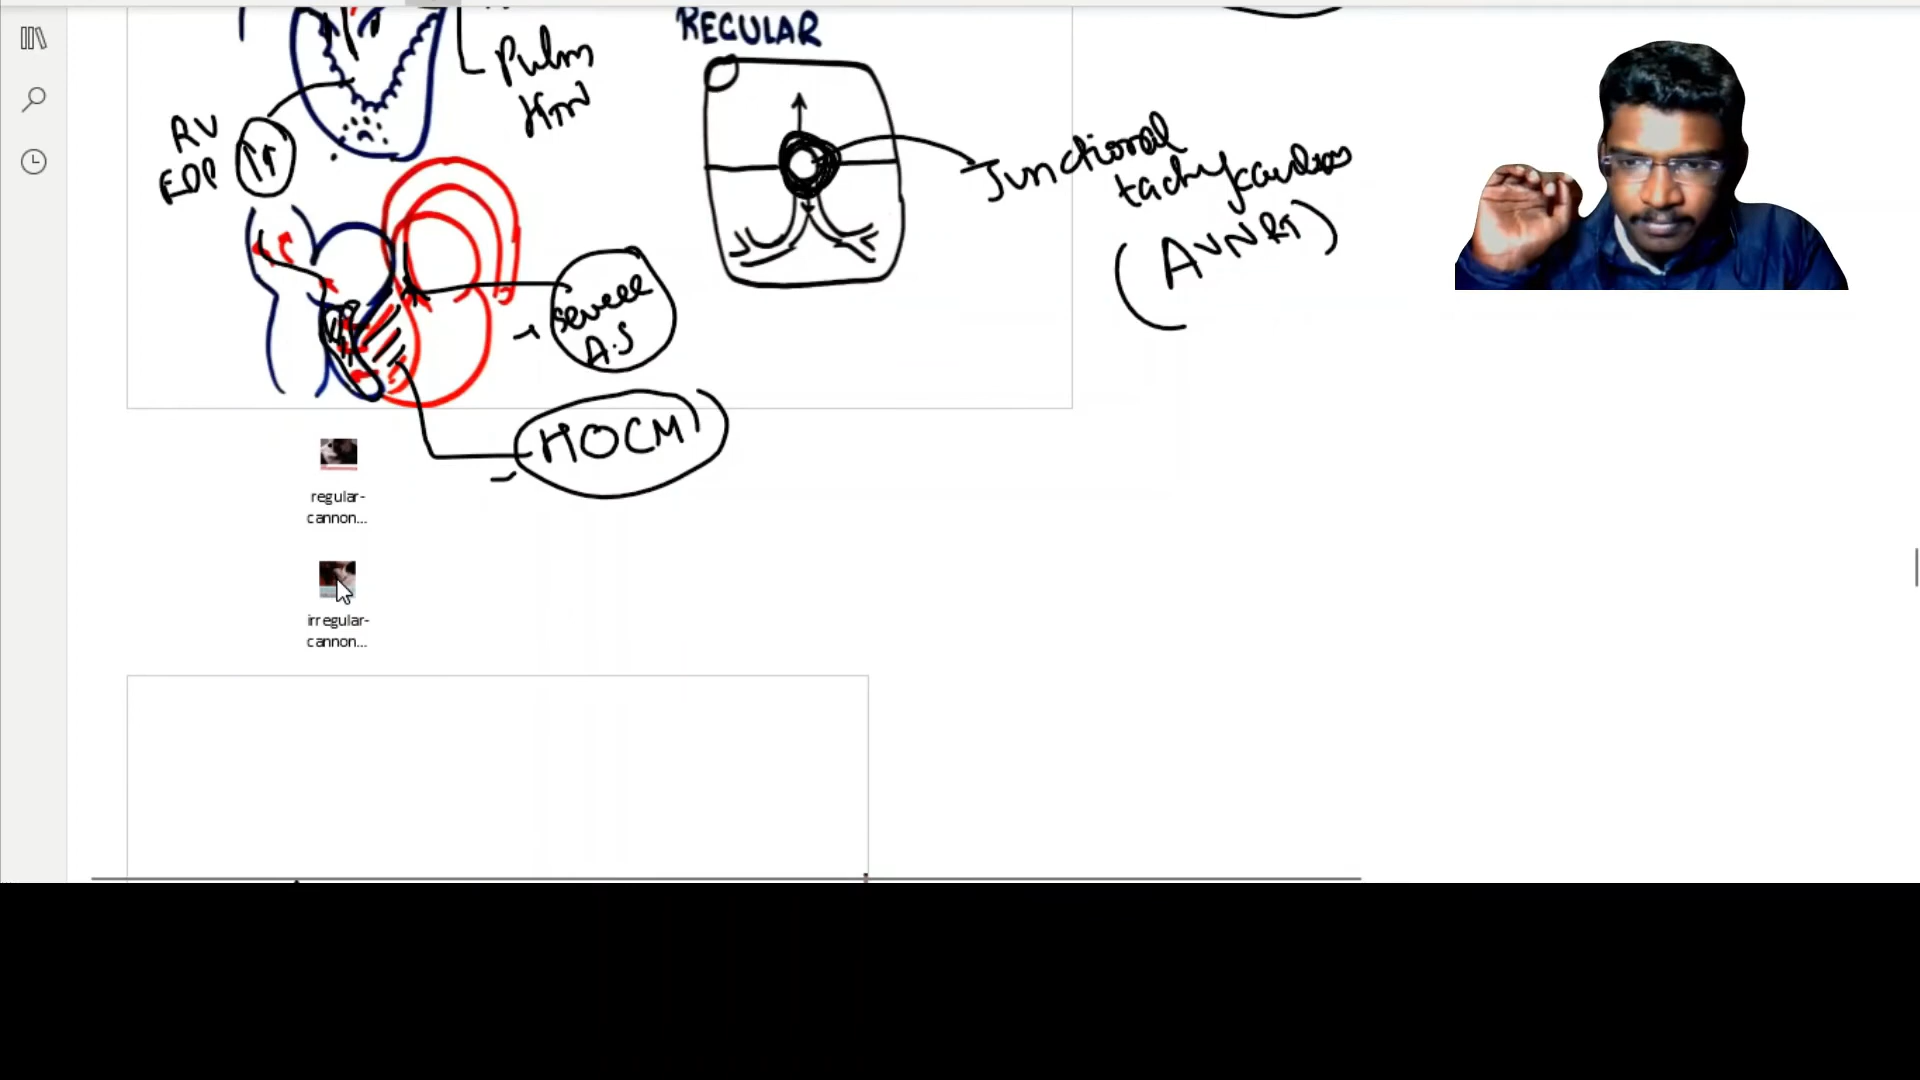 REGULAR
Pulm
HTN
RV
EDP
Junctional
tachycardias
(AVNRT)
severe
A.S
HOCM
regular-
cannon...
irregular-
cannon...